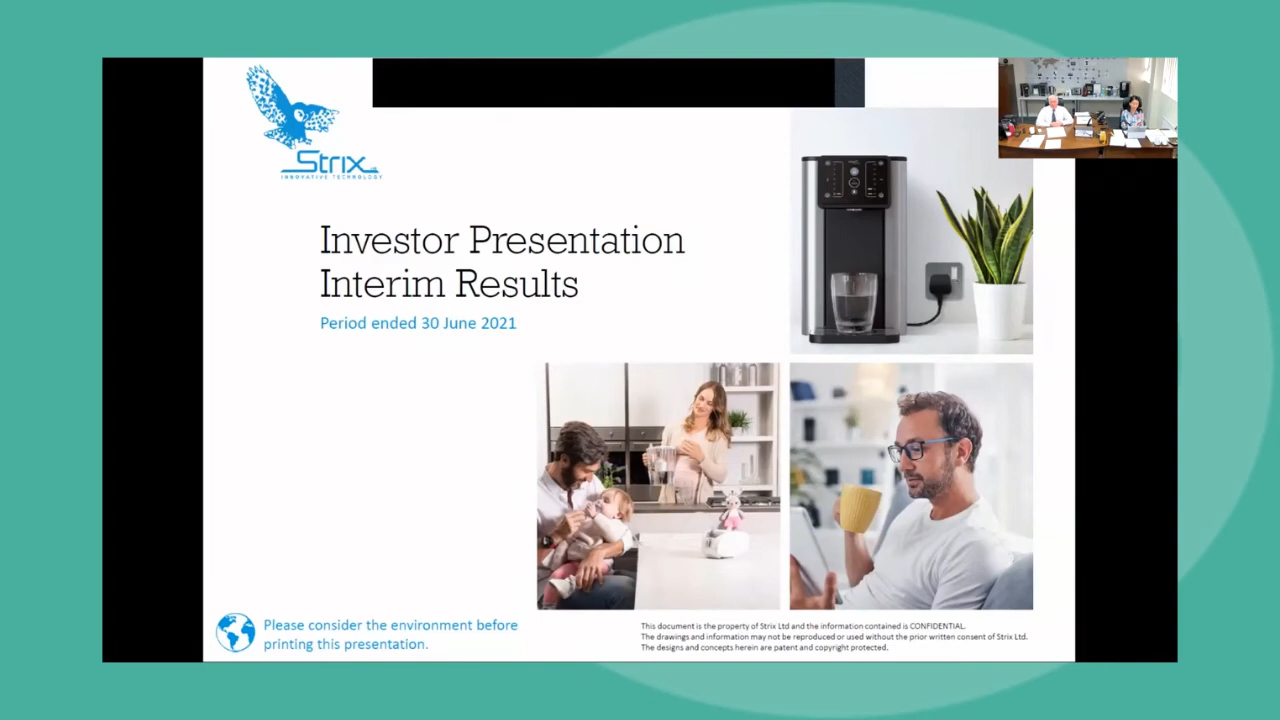 Strix
INNOVATIVE TECHNOLOGY
Investor Presentation
Interim Results
Period ended 30 June 2021
Please consider the environment before
printing this presentation.
This document is the property of Strix Ltd and the information contained is CONFIDENTIAL.
The drawings and information may not be reproduced or used without the prior written consent of Strix Ltd.
The designs and concepts herein are patent and copyright protected.